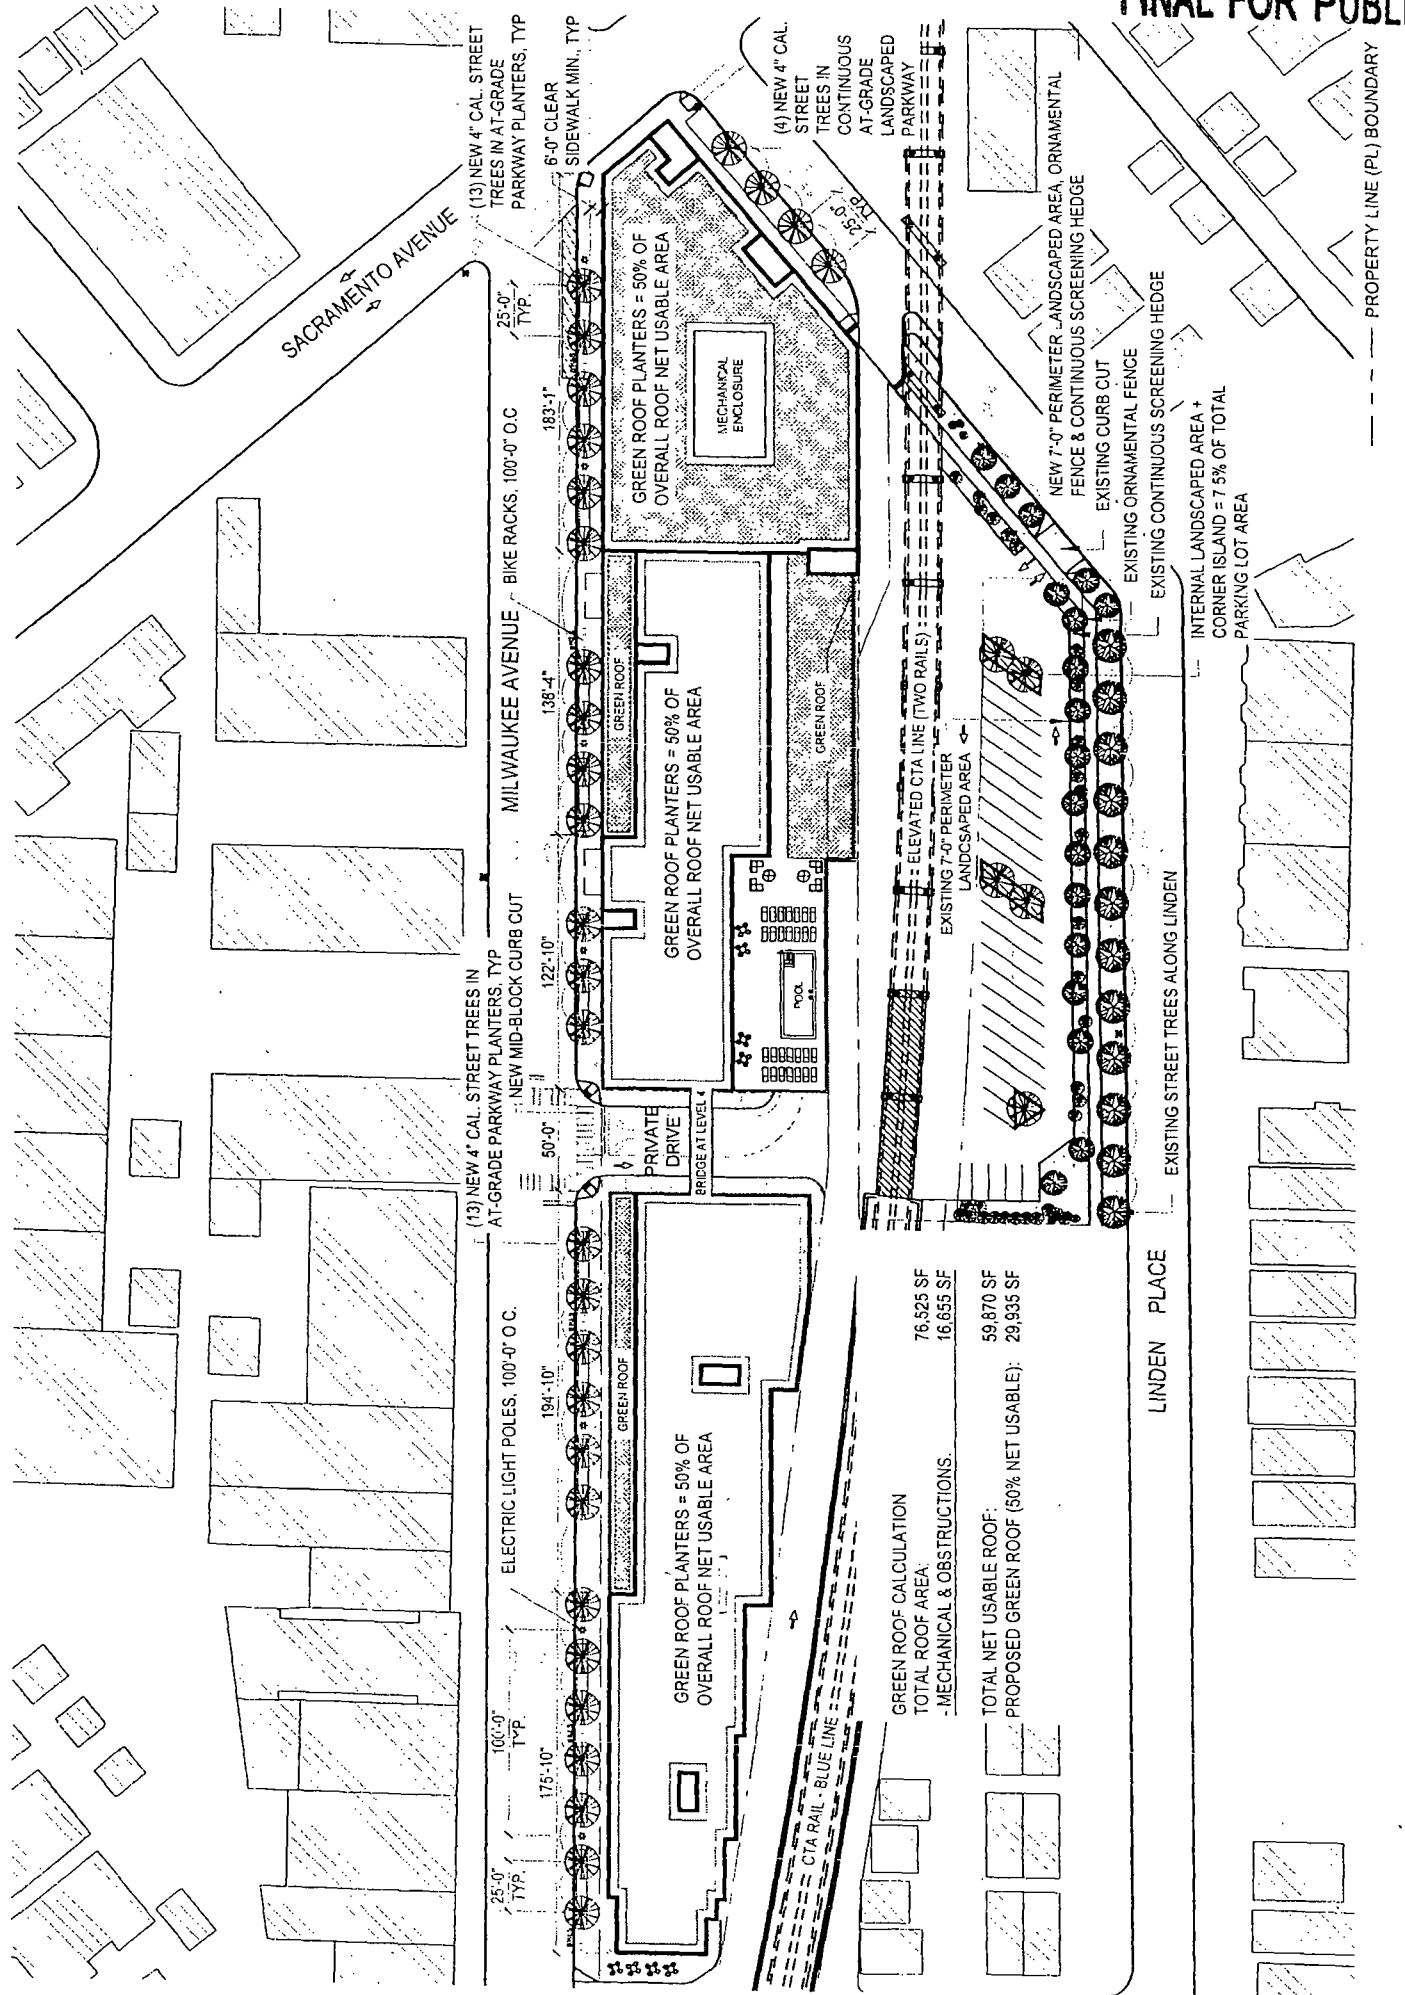 FINAL FOR PUBL
SACRAMENTO AVENUE
(13) NEW 4" CAL. STREET
TREES IN AT-GRADE
PARKWAY PLANTERS, TYP
6'-0" CLEAR
SIDEWALK MIN., TYP
(4) NEW 4" CAL.
STREET
TREES IN
CONTINUOUS
AT-GRADE
LANDSCAPED
PARKWAY
25'-0"
TYP
25'-0"
TYP.
183'-1"
138'-4"
122'-10"
50'-0"
194'-10"
175'-10"
100'-0"
TYP.
25'-0"
TYP.
MILWAUKEE AVENUE
BIKE RACKS, 100'-0" O.C
(13) NEW 4" CAL. STREET TREES IN
AT-GRADE PARKWAY PLANTERS, TYP
NEW MID-BLOCK CURB CUT
ELECTRIC LIGHT POLES, 100'-0" O C.
GREEN ROOF PLANTERS = 50% OF
OVERALL ROOF NET USABLE AREA
MECHANICAL
ENCLOSURE
GREEN ROOF
GREEN ROOF PLANTERS = 50% OF
OVERALL ROOF NET USABLE AREA
GREEN ROOF
POOL
PRIVATE
DRIVE
BRIDGE AT LEVEL 4
GREEN ROOF
GREEN ROOF PLANTERS = 50% OF
OVERALL ROOF NET USABLE AREA
ELEVATED CTA LINE (TWO RAILS)
EXISTING 7'-0" PERIMETER
LANDCSAPED AREA
CTA RAIL - BLUE LINE
NEW 7'-0" PERIMETER LANDSCAPED AREA, ORNAMENTAL
FENCE & CONTINUOUS SCREENING HEDGE
EXISTING CURB CUT
EXISTING ORNAMENTAL FENCE
EXISTING CONTINUOUS SCREENING HEDGE
INTERNAL LANDSCAPED AREA +
CORNER ISLAND = 7 5% OF TOTAL
PARKING LOT AREA
EXISTING STREET TREES ALONG LINDEN
LINDEN PLACE
GREEN ROOF CALCULATION
TOTAL ROOF AREA: 76,525 SF
- MECHANICAL & OBSTRUCTIONS. 16,655 SF
TOTAL NET USABLE ROOF: 59,870 SF
PROPOSED GREEN ROOF (50% NET USABLE): 29,935 SF
PROPERTY LINE (PL) BOUNDARY